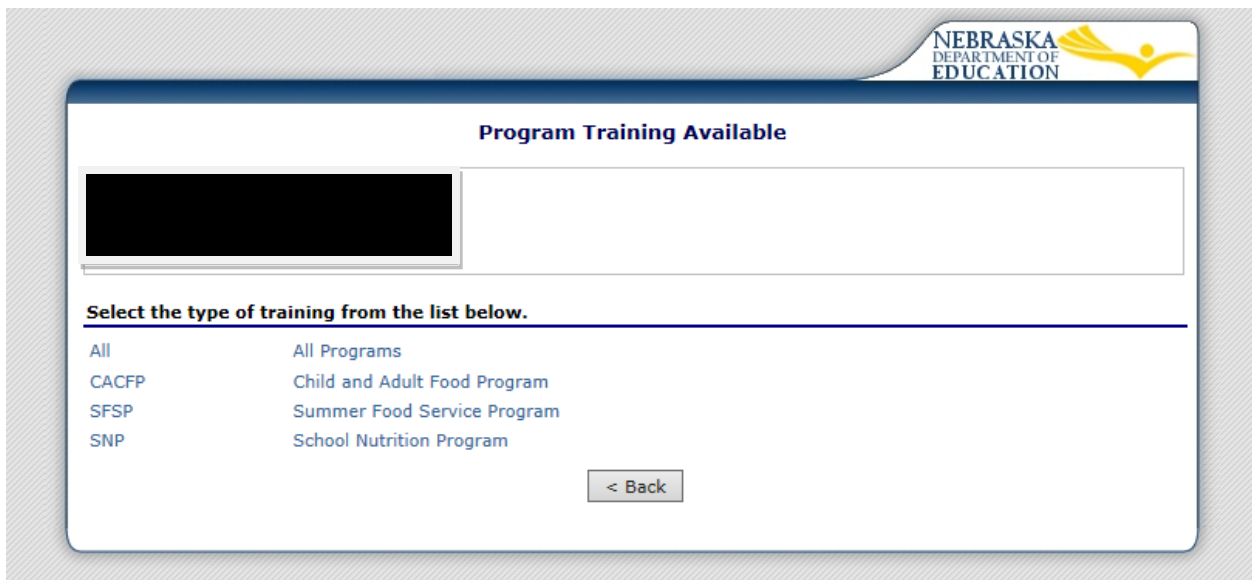 NEBRASKA
DEPARTMENT OF
EDUCATION
Program Training Available
Select the type of training from the list below.
All All Programs
CACFP Child and Adult Food Program
SFSP Summer Food Service Program
SNP School Nutrition Program
< Back